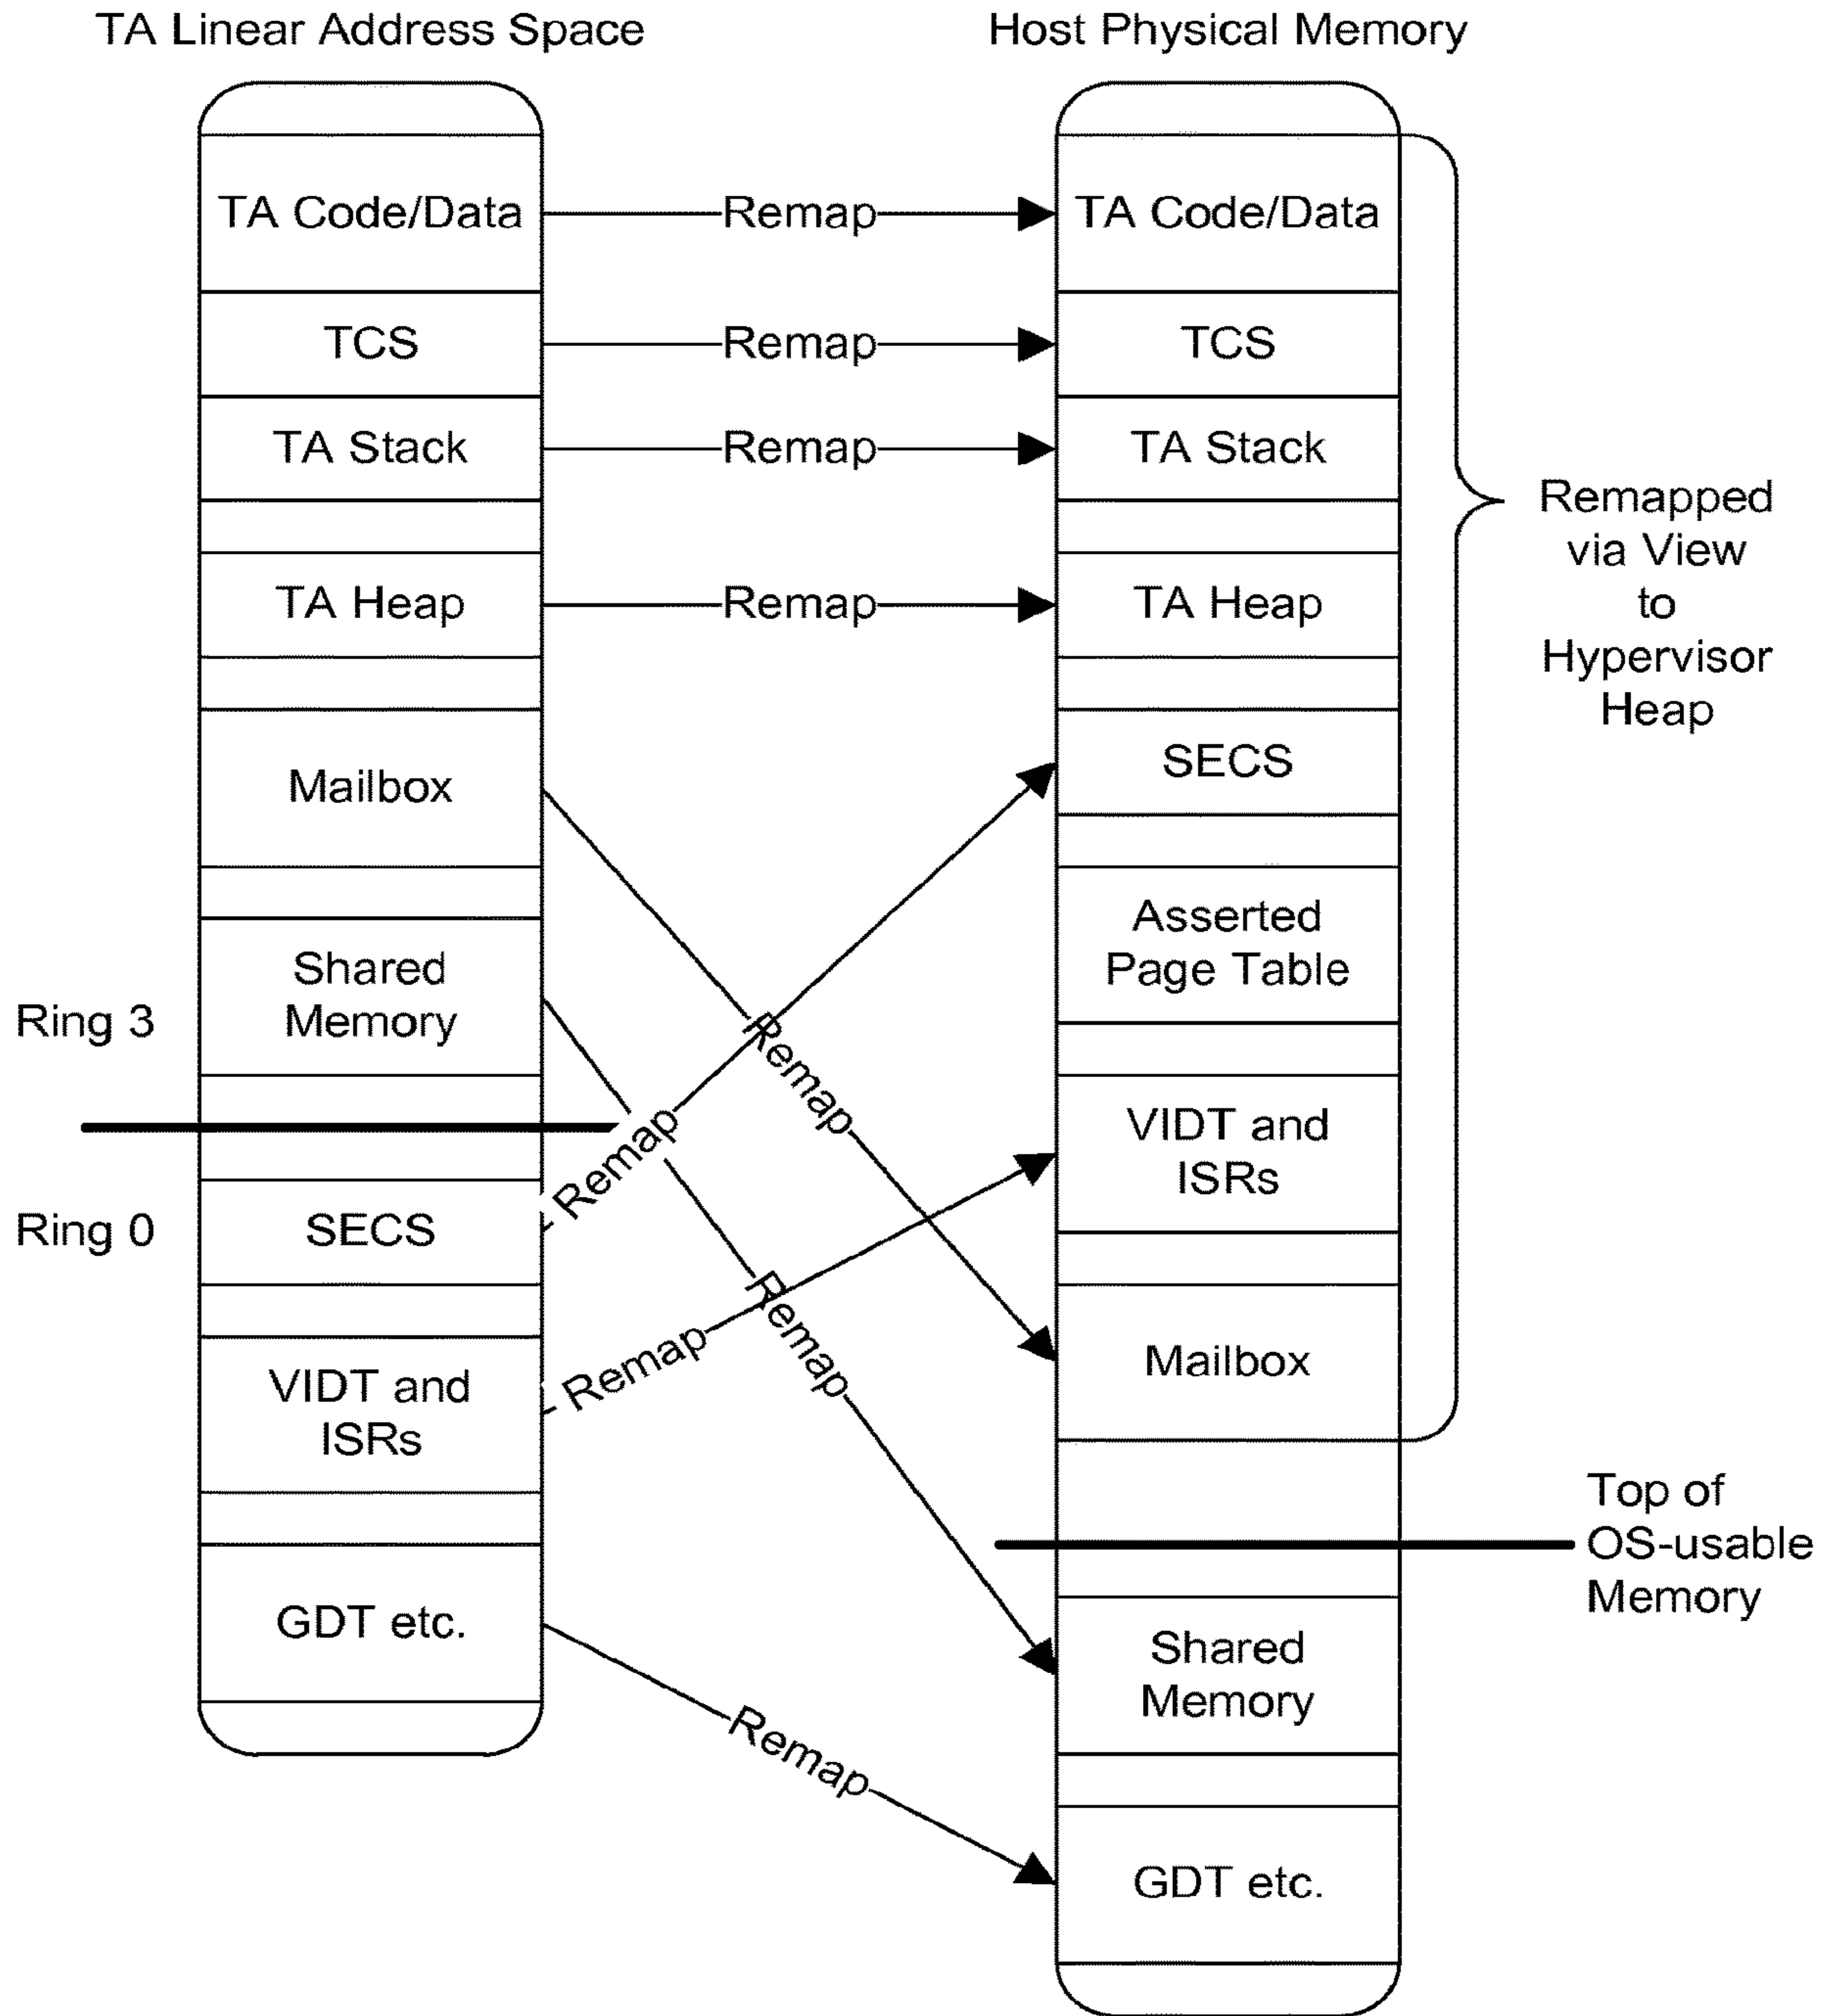 TA Linear Address Space
Host Physical Memory
TA Code/Data
Remap
TA Code/Data
TCS
Remap
TCS
TA Stack
Remap
TA Stack
Remapped
via View
to
Hypervisor
Heap
TA Heap
Remap
TA Heap
Mailbox
SECS
Shared
Memory
Ring 3
Remap
Asserted
Page Table
Remap
VIDT and
ISRs
Ring 0
SECS
Remap
Remap
VIDT and
ISRs
Mailbox
Top of
OS-usable
Memory
GDT etc.
Shared
Memory
Remap
GDT etc.